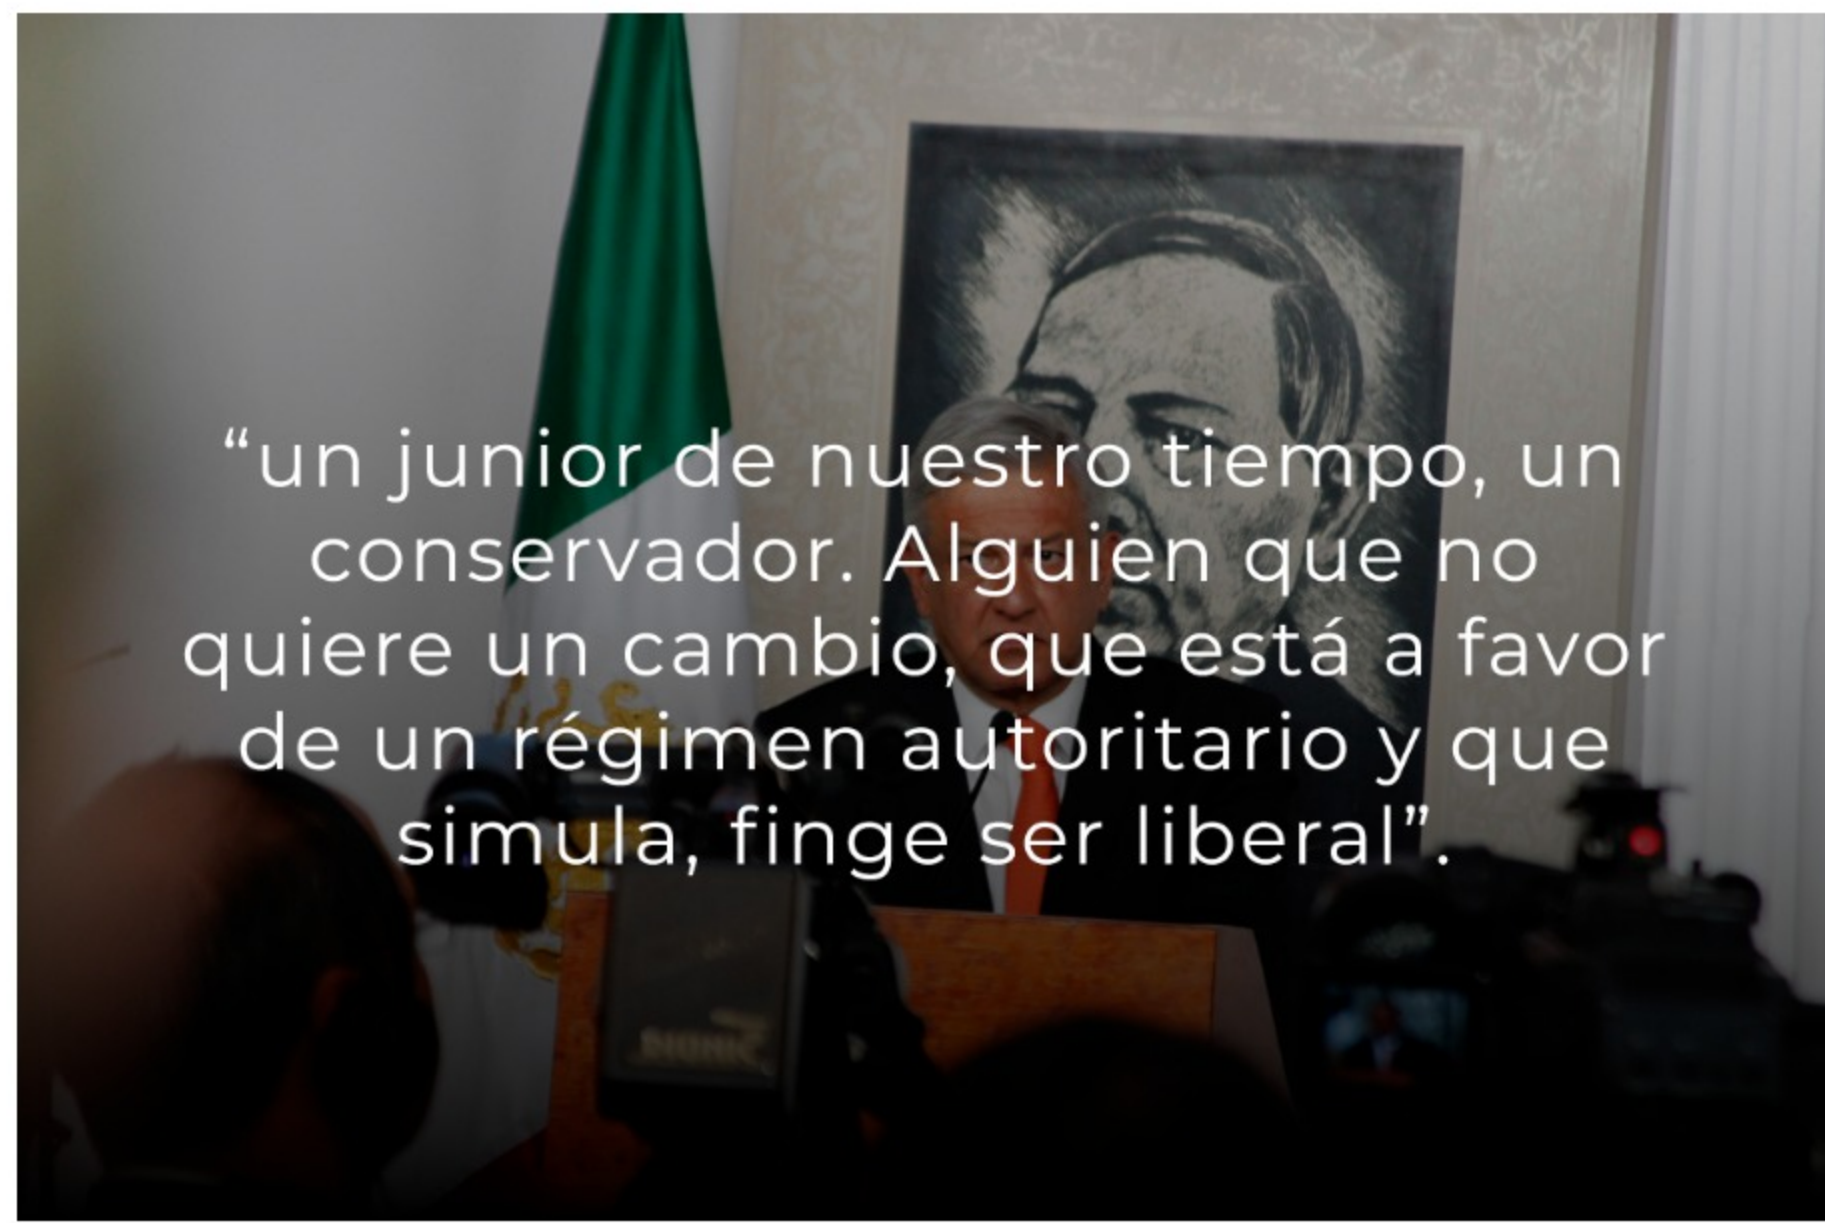 “un junior de nuestro tiempo, un
conservador. Alguien que no
quiere un cambio, que está a favor
de un régimen autoritario y que
simula, finge ser liberal”.